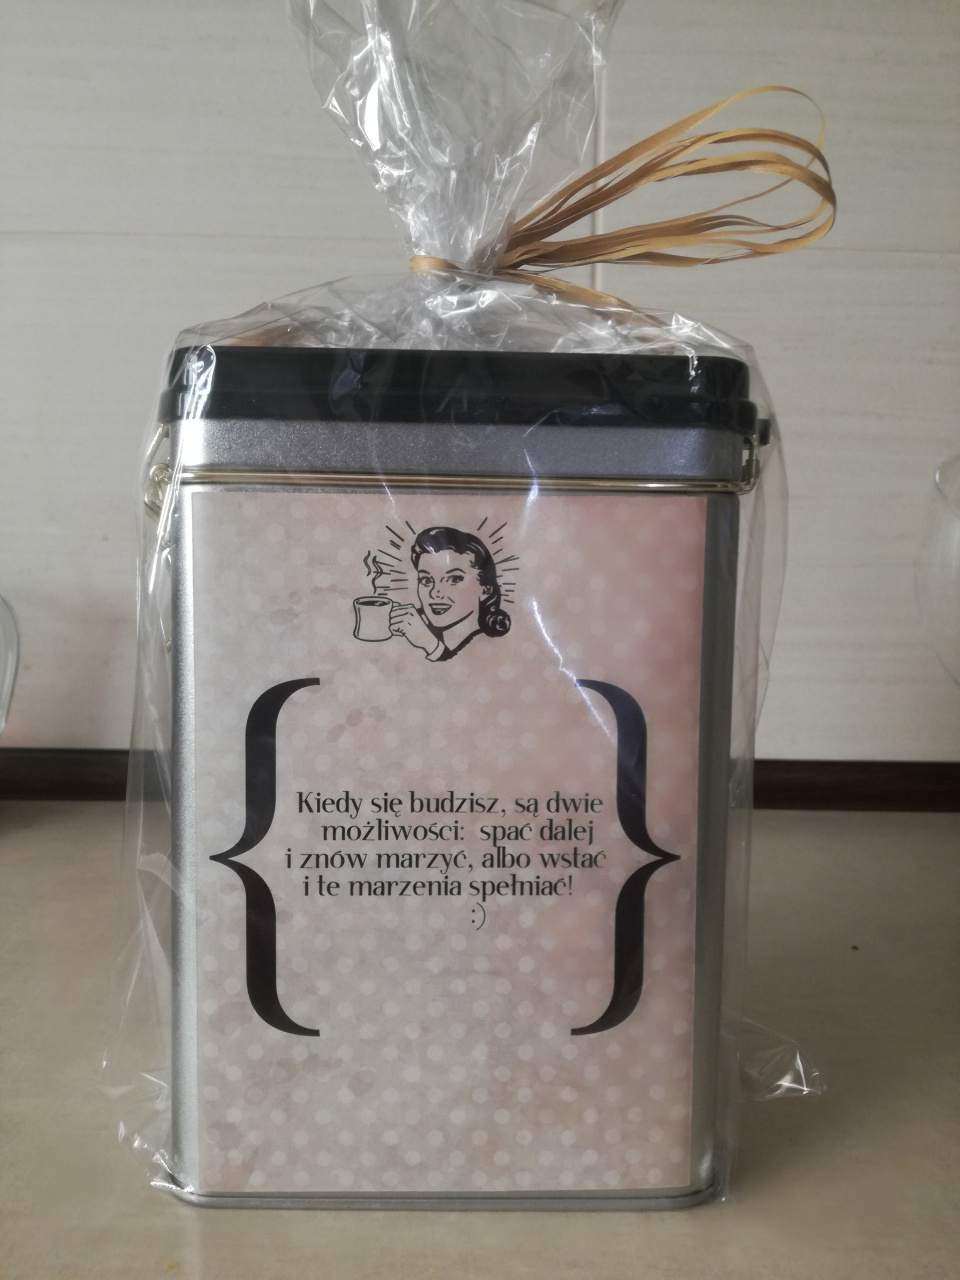 Kiedy się budzisz, są dwie
możliwości: spać dalej
i znów marzyć, albo wstać
i te marzenia spełniać!
:)